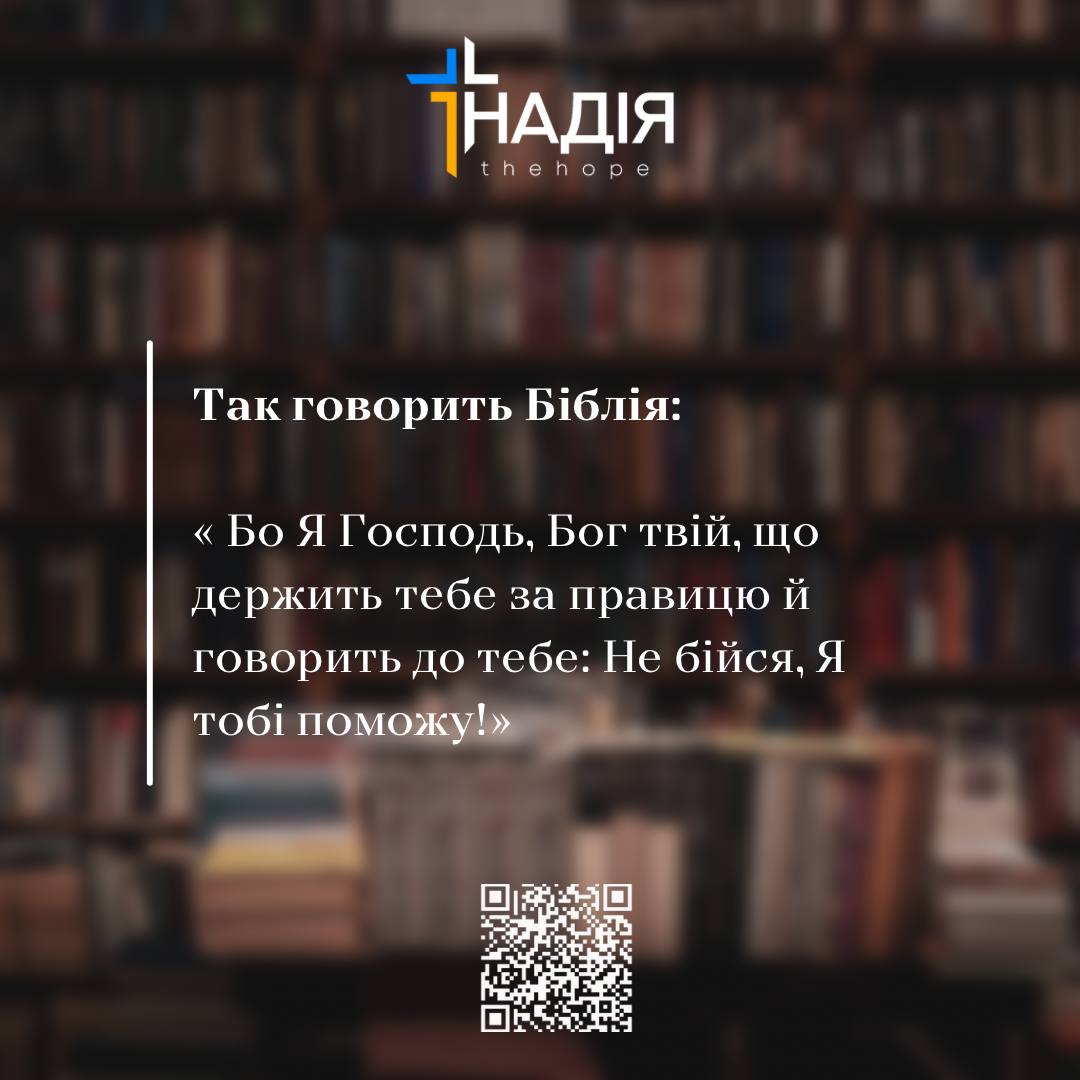 НАДІЯ
thehope
Так говорить Біблія:
« Бо Я Господь, Бог твій, що
держить тебе за правицю й
говорить до тебе: Не бійся, Я
тобі поможу!»